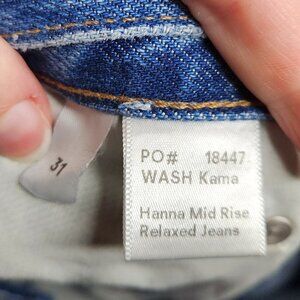 31
PO# 18447
WASH Kama
Hanna Mid Rise
Relaxed Jeans